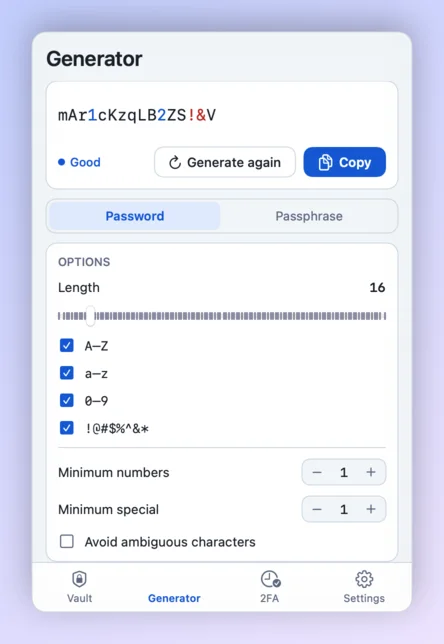 Generator
mAr1cKzqLB2ZS!&V
Good
Generate again
Copy
Password
Passphrase
OPTIONS
Length 16
A–Z
a–z
0–9
!@#$%^&*
Minimum numbers − 1 +
Minimum special − 1 +
Avoid ambiguous characters
Vault
Generator
2FA
Settings